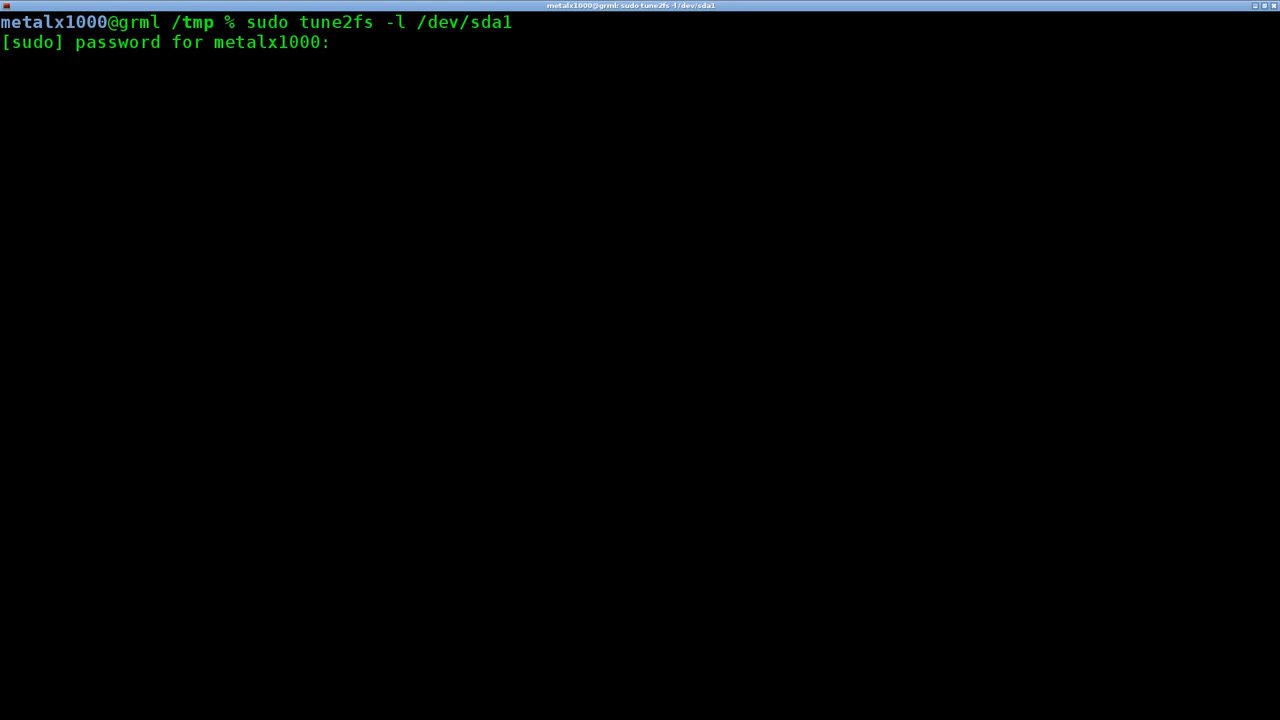 metalx1000@grml: sudo tune2fs -l /dev/sda1
metalx1000@grml /tmp % sudo tune2fs -l /dev/sda1
[sudo] password for metalx1000: